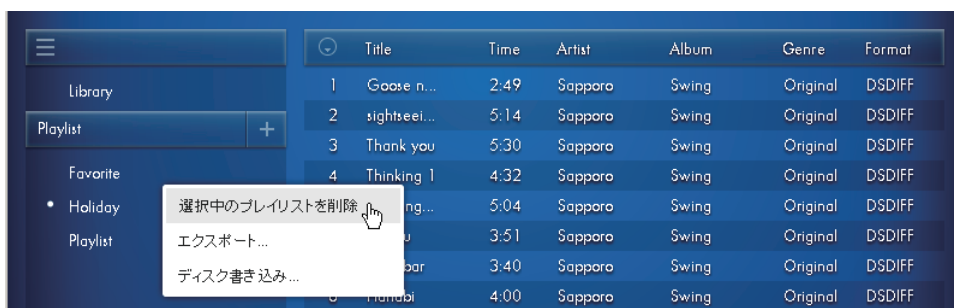 Title Time Artist Album Genre Format
Library
Playlist +
Favorite
Holiday
Playlist
選択中のプレイリストを削除
エクスポート...
ディスク書き込み...
1 Goose n... 2:49 Sapporo Swing Original DSDIFF
2 sightseei... 5:14 Sapporo Swing Original DSDIFF
3 Thank you 5:30 Sapporo Swing Original DSDIFF
4 Thinking 1 4:32 Sapporo Swing Original DSDIFF
ng... 5:04 Sapporo Swing Original DSDIFF
3:51 Sapporo Swing Original DSDIFF
bar 3:40 Sapporo Swing Original DSDIFF
4:00 Sapporo Swing Original DSDIFF